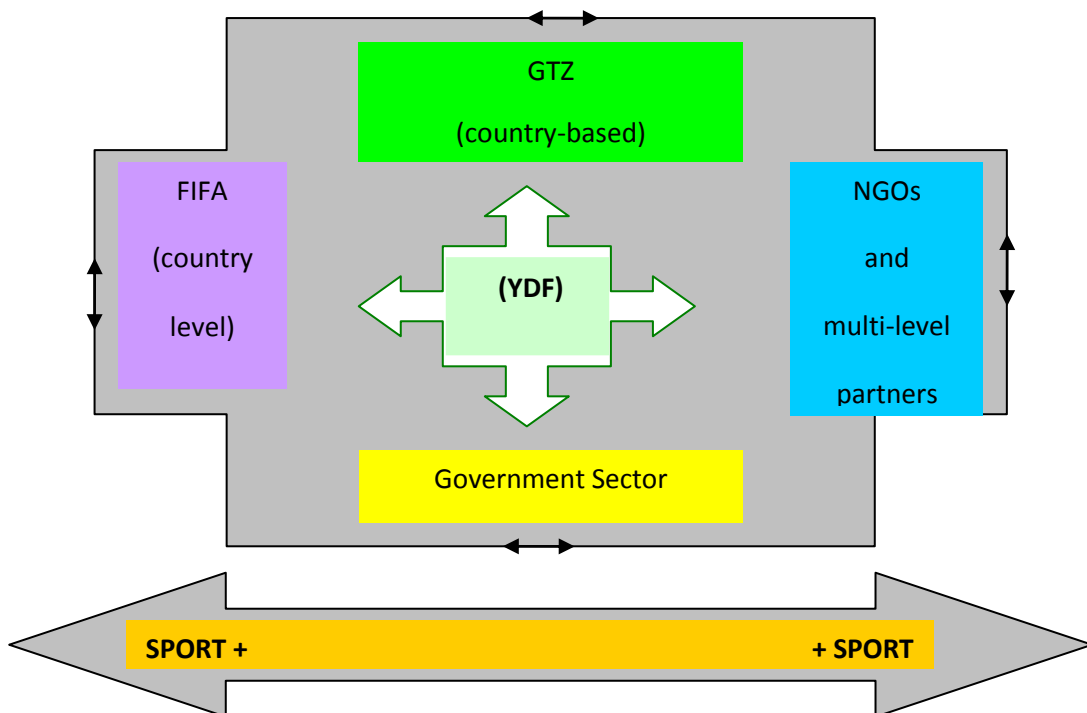 GTZ
(country-based)
FIFA
(country
level)
NGOs
and
multi-level
partners
(YDF)
Government Sector
SPORT +
+ SPORT